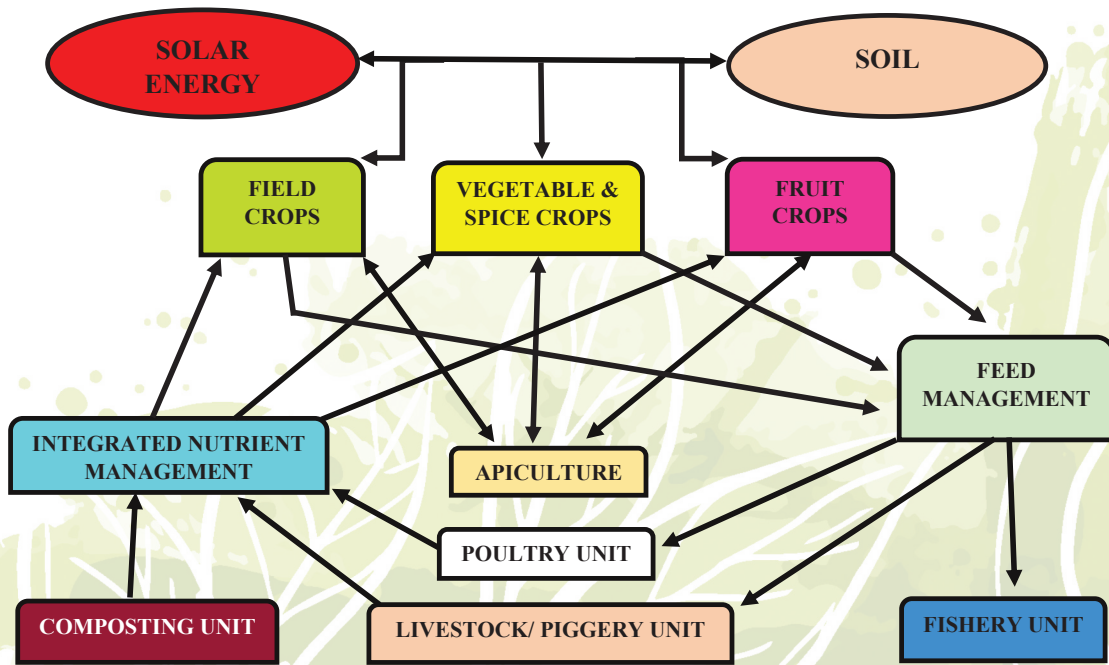 SOLAR
ENERGY
SOIL
FIELD
CROPS
VEGETABLE &
SPICE CROPS
FRUIT
CROPS
FEED
MANAGEMENT
INTEGRATED NUTRIENT
MANAGEMENT
APICULTURE
POULTRY UNIT
COMPOSTING UNIT
LIVESTOCK/ PIGGERY UNIT
FISHERY UNIT